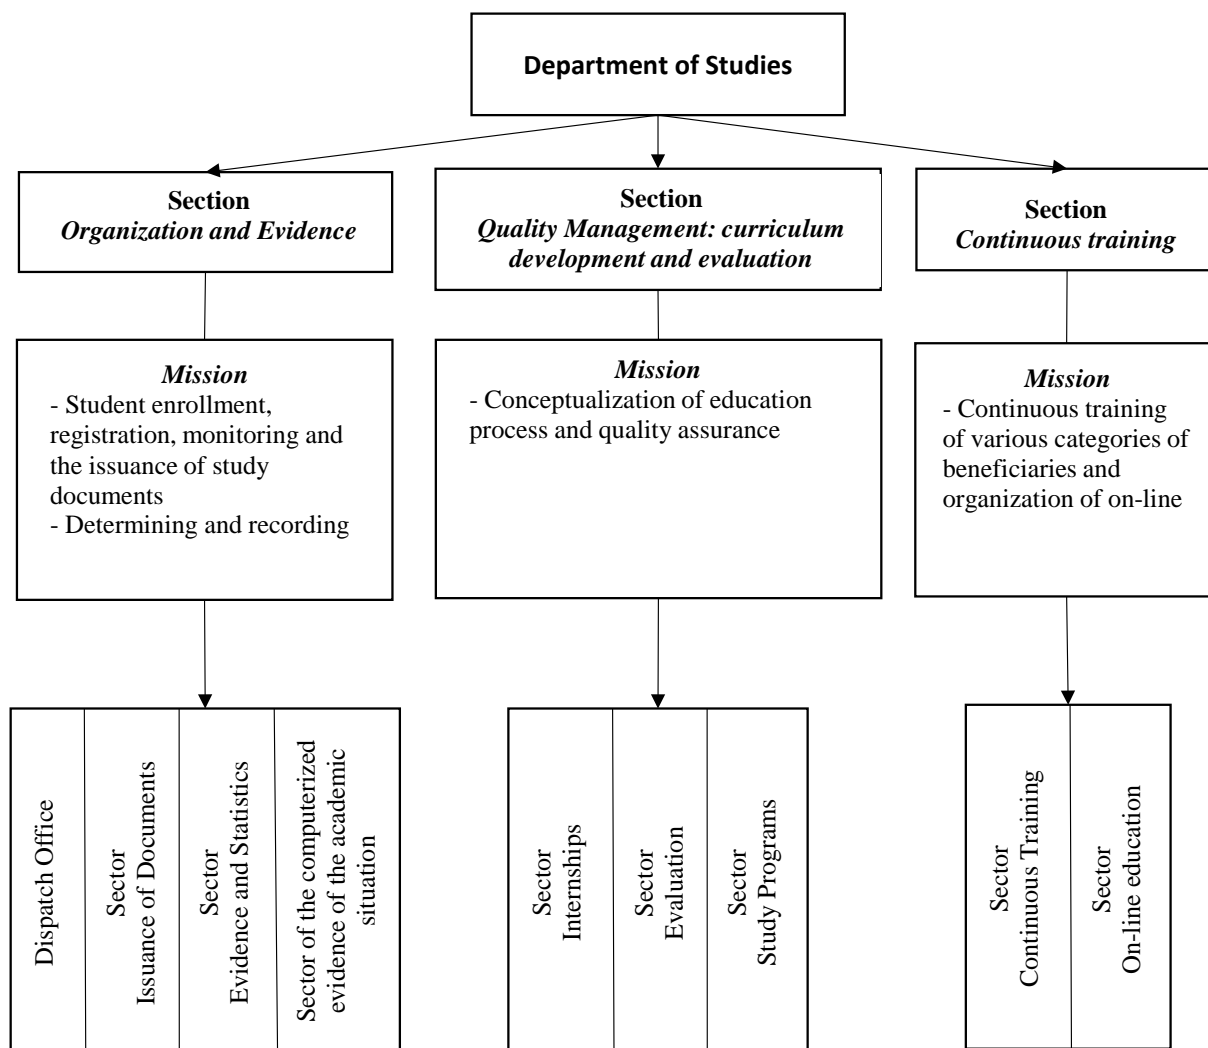 Department of Studies
Section
Organization and Evidence
Section
Quality Management: curriculum
development and evaluation
Section
Continuous training
Mission
- Student enrollment,
registration, monitoring and
the issuance of study
documents
- Determining and recording
Mission
- Conceptualization of education
process and quality assurance
Mission
- Continuous training
of various categories of
beneficiaries and
organization of on-line
Dispatch Office
Sector
Issuance of Documents
Sector
Evidence and Statistics
Sector of the computerized
evidence of the academic
situation
Sector
Internships
Sector
Evaluation
Sector
Study Programs
Sector
Continuous Training
Sector
On-line education